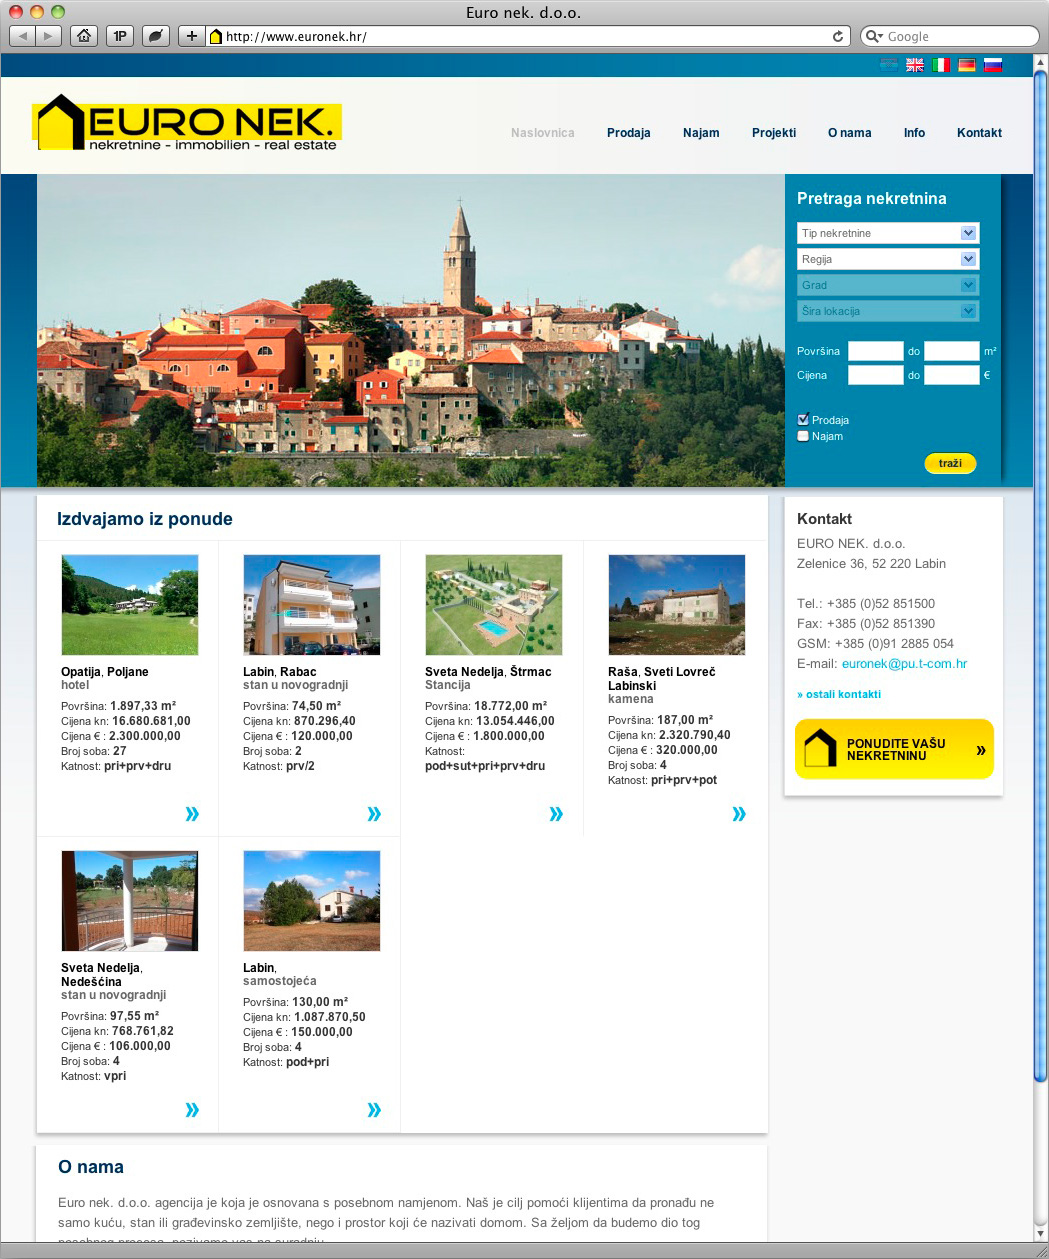 Euro nek. d.o.o.
1P
http://www.euronek.hr/
Google
EURO NEK.
nekretnine - immobilien - real estate
Naslovnica Prodaja Najam Projekti O nama Info Kontakt
Pretraga nekretnina
Tip nekretnine
Regija
Grad
Šira lokacija
Površina do m²
Cijena do €
Prodaja
Najam
traži
Izdvajamo iz ponude
Opatija, Poljane
hotel
Površina: 1.897,33 m²
Cijena kn: 16.680.681,00
Cijena € : 2.300.000,00
Broj soba: 27
Katnost: pri+prv+dru
»
Labin, Rabac
stan u novogradnji
Površina: 74,50 m²
Cijena kn: 870.296,40
Cijena € : 120.000,00
Broj soba: 2
Katnost: prv/2
»
Sveta Nedelja, Štrmac
Stancija
Površina: 18.772,00 m²
Cijena kn: 13.054.446,00
Cijena € : 1.800.000,00
Katnost:
pod+sut+pri+prv+dru
»
Raša, Sveti Lovreč
Labinski
kamena
Površina: 187,00 m²
Cijena kn: 2.320.790,40
Cijena € : 320.000,00
Broj soba: 4
Katnost: pri+prv+pot
»
Sveta Nedelja,
Nedešćina
stan u novogradnji
Površina: 97,55 m²
Cijena kn: 768.761,82
Cijena € : 106.000,00
Broj soba: 4
Katnost: vpri
»
Labin,
samostojeća
Površina: 130,00 m²
Cijena kn: 1.087.870,50
Cijena € : 150.000,00
Broj soba: 4
Katnost: pod+pri
»
Kontakt
EURO NEK. d.o.o.
Zelenice 36, 52 220 Labin
Tel.: +385 (0)52 851500
Fax: +385 (0)52 851390
GSM: +385 (0)91 2885 054
E-mail: euronek@pu.t-com.hr
» ostali kontakti
PONUDITE VAŠU
NEKRETNINU »
O nama
Euro nek. d.o.o. agencija je koja je osnovana s posebnom namjenom. Naš je cilj pomoći klijentima da pronađu ne
samo kuću, stan ili građevinsko zemljište, nego i prostor koji će nazivati domom. Sa željom da budemo dio tog